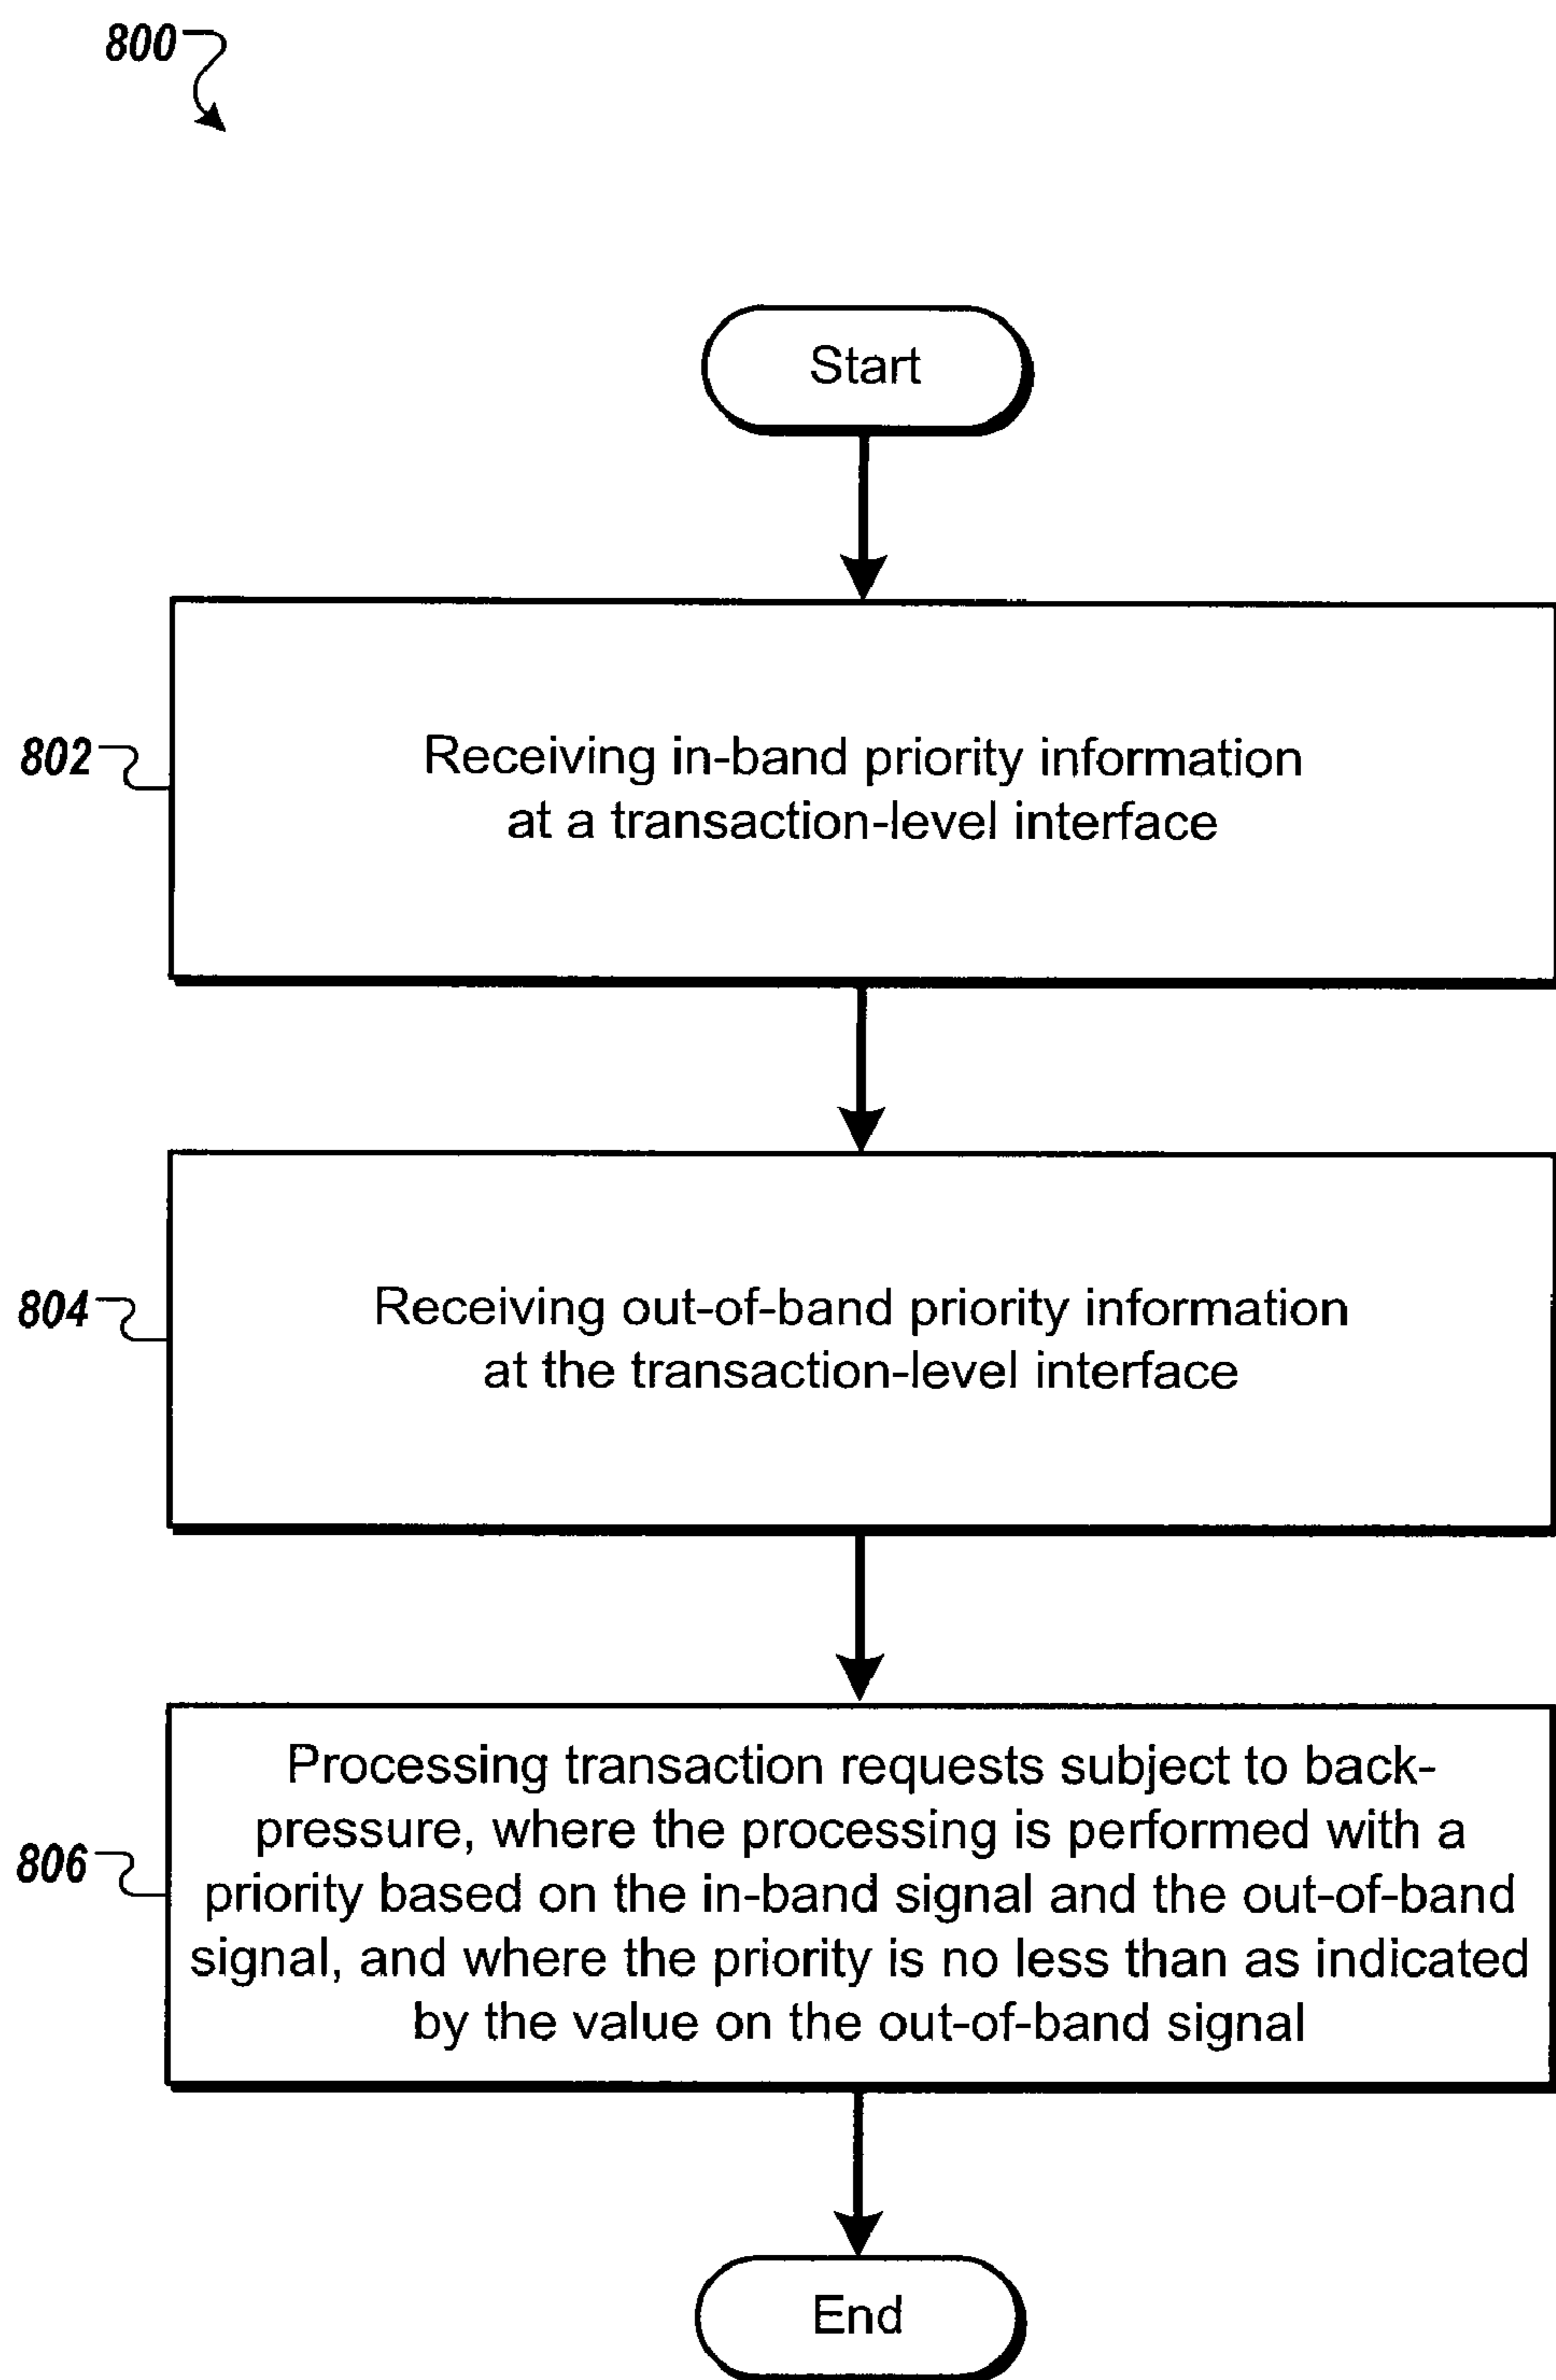 800
Start
802
Receiving in-band priority information
at a transaction-level interface
804
Receiving out-of-band priority information
at the transaction-level interface
806
Processing transaction requests subject to back-
pressure, where the processing is performed with a
priority based on the in-band signal and the out-of-band
signal, and where the priority is no less than as indicated
by the value on the out-of-band signal
End